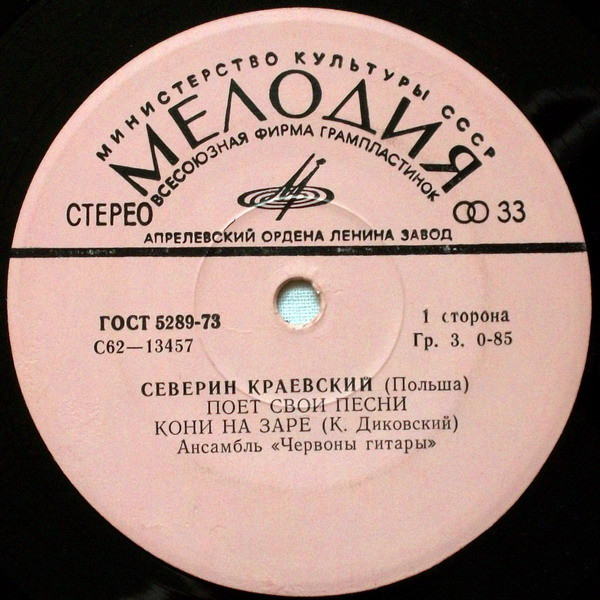 МИНИСТЕРСТВО КУЛЬТУРЫ СССР
МЕЛОДИЯ
ВСЕСОЮЗНАЯ ФИРМА ГРАМПЛАСТИНОК
СТЕРЕО 33
АПРЕЛЕВСКИЙ ОРДЕНА ЛЕНИНА ЗАВОД
ГОСТ 5289-73 1 сторона
С62—13457 Гр. 3. 0-85
СЕВЕРИН КРАЕВСКИЙ (Польша)
ПОЕТ СВОИ ПЕСНИ
КОНИ НА ЗАРЕ (К. Диковский)
Ансамбль «Червоны гитары»